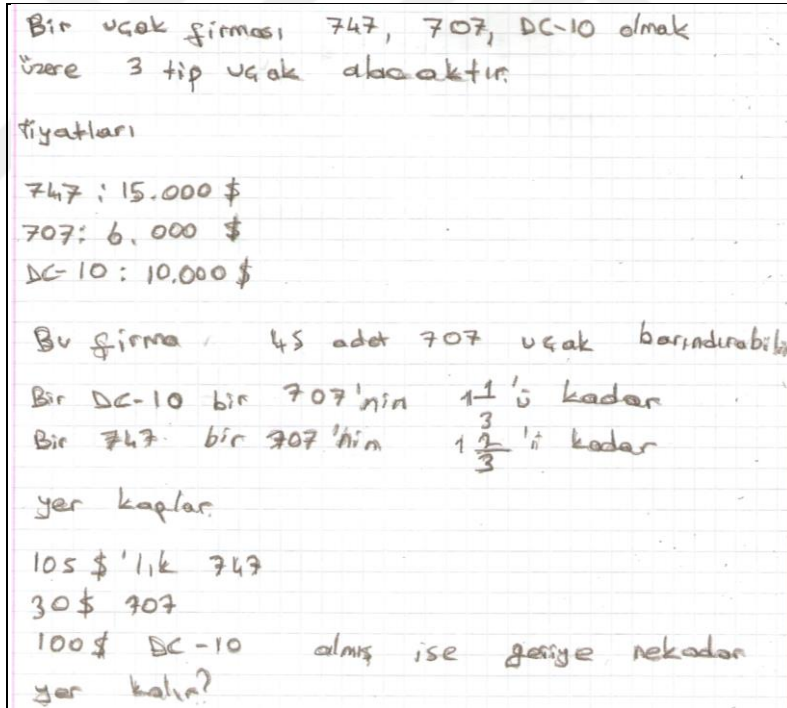 Bir uçak firması 747, 707, DC-10 olmak
üzere 3 tip uçak alacaktır.
fiyatları
747 : 15.000 $
707: 6.000 $
DC-10 : 10.000 $
Bu firma 45 adet 707 uçak barındırabilir
Bir DC-10 bir 707'nin 1 1/3 'ü kadar
Bir 747 bir 707'nin 1 2/3 'ü kadar
yer kaplar.
105 $ 'lık 747
30 $ 707
100 $ DC-10 almış ise geriye nekadar
yer kalır?